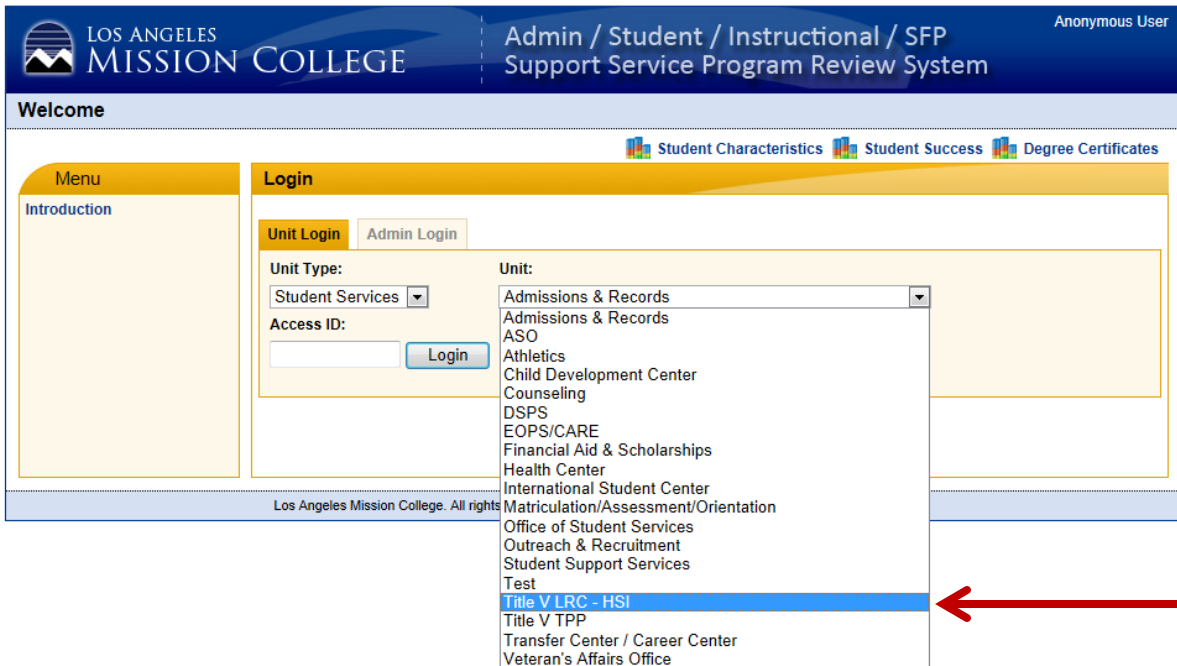 LOS ANGELES
MISSION COLLEGE
Admin / Student / Instructional / SFP
Support Service Program Review System
Anonymous User
Welcome
Student Characteristics Student Success Degree Certificates
Menu
Introduction
Login
Unit Login Admin Login
Unit Type: Unit:
Student Services Admissions & Records
Access ID:
Login
Admissions & Records
ASO
Athletics
Child Development Center
Counseling
DSPS
EOPS/CARE
Financial Aid & Scholarships
Health Center
International Student Center
Matriculation/Assessment/Orientation
Office of Student Services
Outreach & Recruitment
Student Support Services
Test
Title V LRC - HSI
Title V TPP
Transfer Center / Career Center
Veteran's Affairs Office
Los Angeles Mission College. All rights